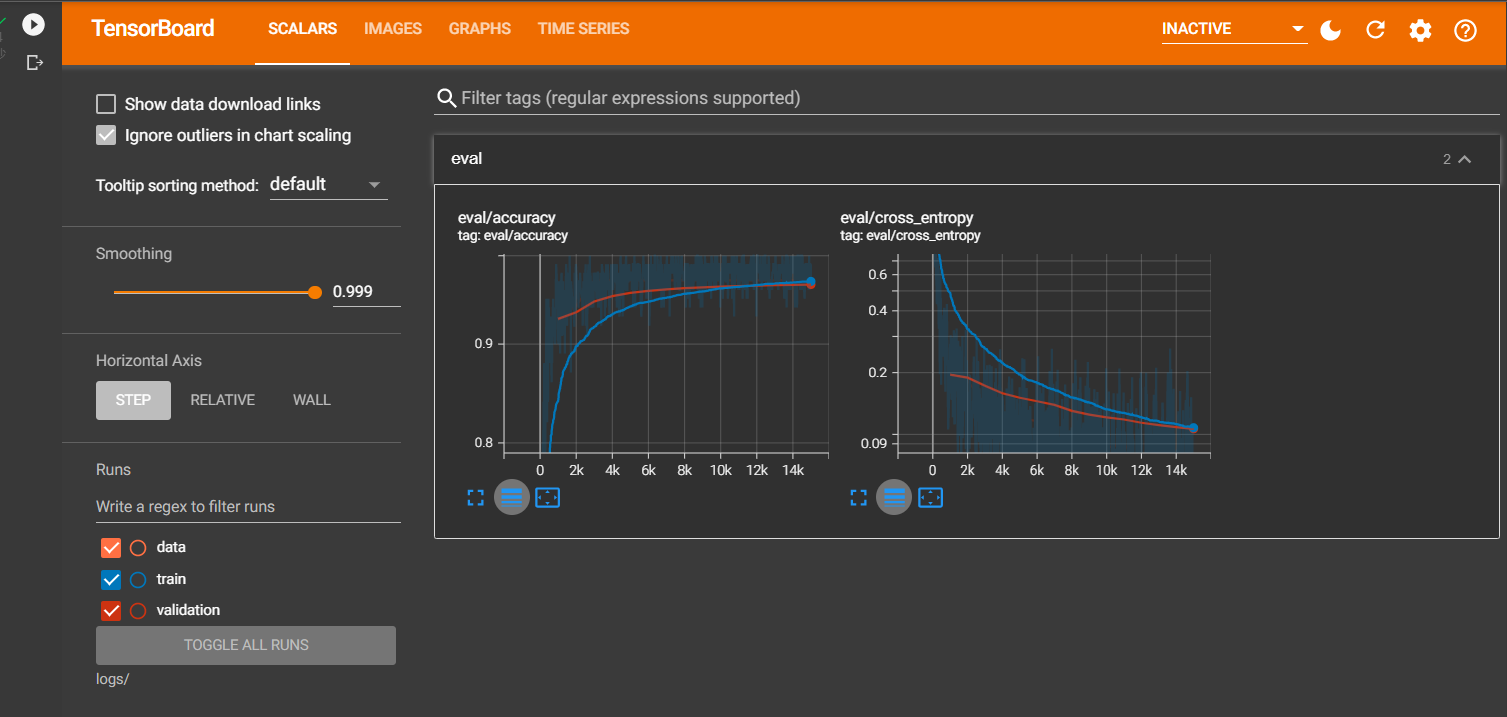 TensorBoard SCALARS IMAGES GRAPHS TIME SERIES INACTIVE
Show data download links
Ignore outliers in chart scaling
Tooltip sorting method: default
Smoothing
0.999
Horizontal Axis
STEP RELATIVE WALL
Runs
Write a regex to filter runs
data
train
validation
TOGGLE ALL RUNS
logs/
Filter tags (regular expressions supported)
eval 2
eval/accuracy
tag: eval/accuracy
0.9
0.8
0 2k 4k 6k 8k 10k 12k 14k
eval/cross_entropy
tag: eval/cross_entropy
0.6
0.4
0.2
0.09
0 2k 4k 6k 8k 10k 12k 14k